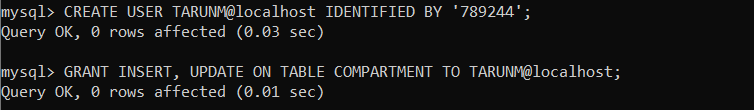 mysql> CREATE USER TARUNM@localhost IDENTIFIED BY '789244';
Query OK, 0 rows affected (0.03 sec)
mysql> GRANT INSERT, UPDATE ON TABLE COMPARTMENT TO TARUNM@localhost;
Query OK, 0 rows affected (0.01 sec)